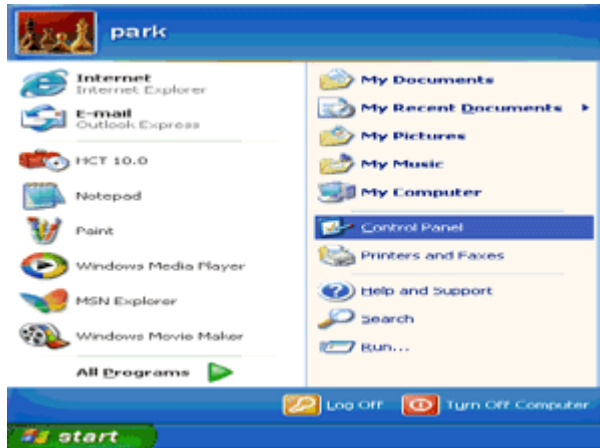 park
Internet
Internet Explorer
E-mail
Outlook Express
HCT 10.0
Notepad
Paint
Windows Media Player
MSN Explorer
Windows Movie Maker
All Programs
My Documents
My Recent Documents
My Pictures
My Music
My Computer
Control Panel
Printers and Faxes
Help and Support
Search
Run...
Log Off
Turn Off Computer
start